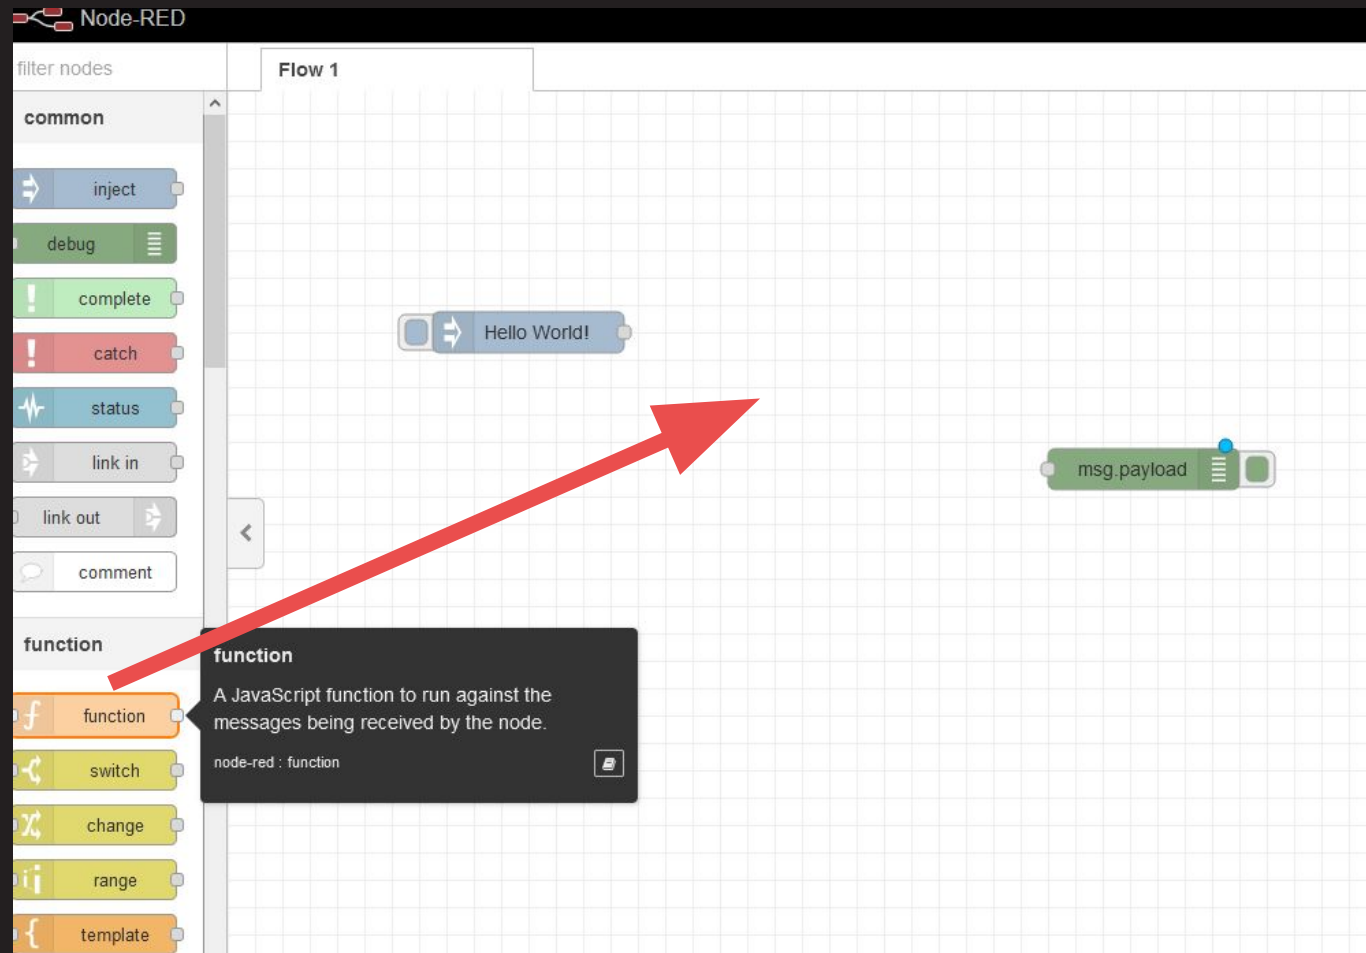 Node-RED
filter nodes
Flow 1
common
inject
debug
complete
catch
status
link in
link out
comment
function
function
switch
change
range
template
Hello World!
msg.payload
function
A JavaScript function to run against the
messages being received by the node.
node-red : function